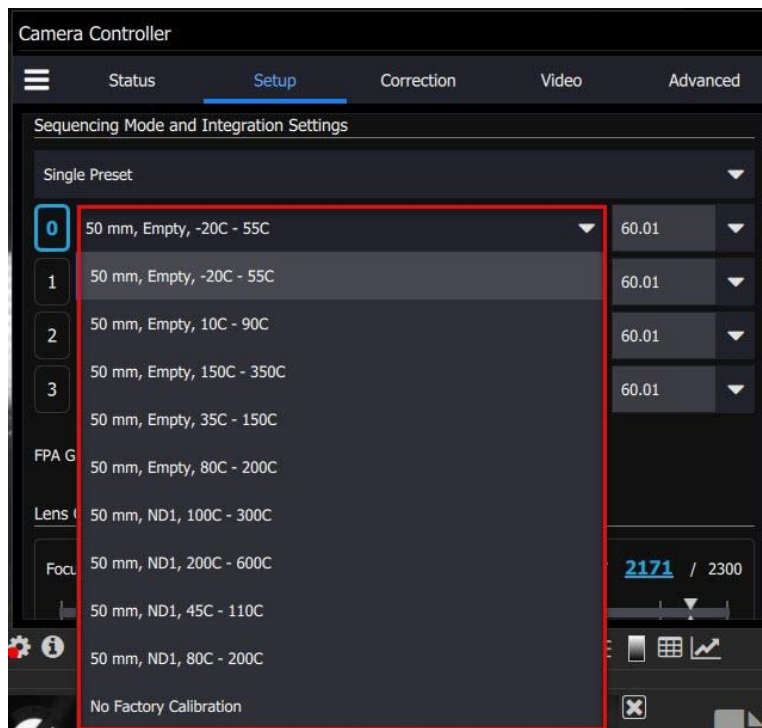 Camera Controller
Status Setup Correction Video Advanced
Sequencing Mode and Integration Settings
Single Preset
0 50 mm, Empty, -20C - 55C 60.01
1 50 mm, Empty, -20C - 55C 60.01
2 50 mm, Empty, 10C - 90C 60.01
50 mm, Empty, 150C - 350C
3 60.01
50 mm, Empty, 35C - 150C
FPA G
50 mm, Empty, 80C - 200C
Lens
50 mm, ND1, 100C - 300C
50 mm, ND1, 200C - 600C
Focu 2171 / 2300
50 mm, ND1, 45C - 110C
50 mm, ND1, 80C - 200C
No Factory Calibration